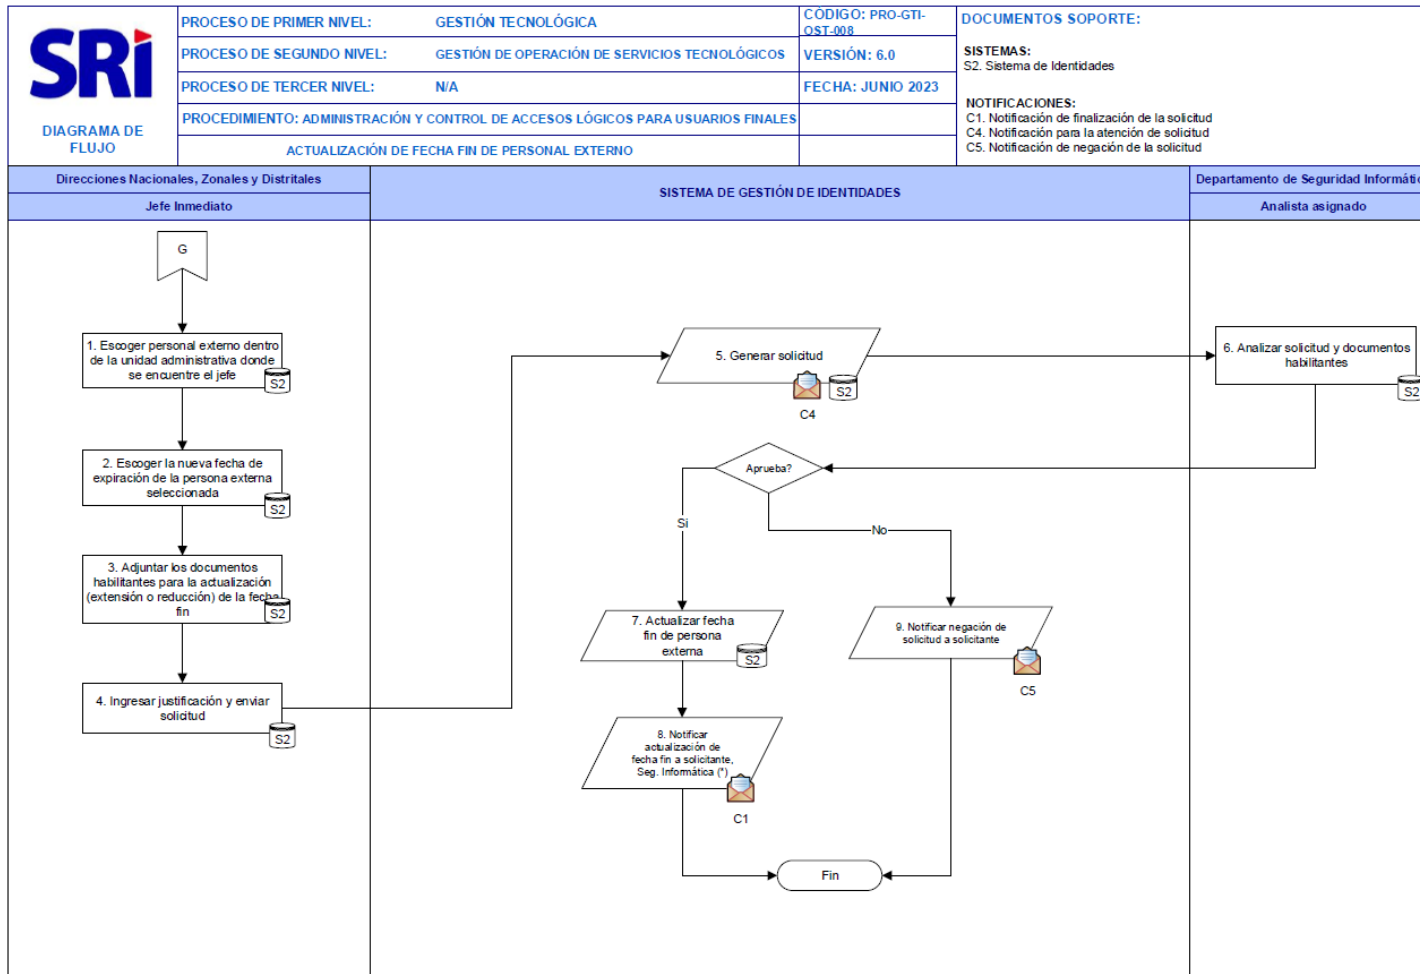 SRi
DIAGRAMA DE
FLUJO
PROCESO DE PRIMER NIVEL: GESTIÓN TECNOLÓGICA
CÓDIGO: PRO-GTI-
OST-008
PROCESO DE SEGUNDO NIVEL: GESTIÓN DE OPERACIÓN DE SERVICIOS TECNOLÓGICOS
VERSIÓN: 6.0
PROCESO DE TERCER NIVEL: N/A
FECHA: JUNIO 2023
PROCEDIMIENTO: ADMINISTRACIÓN Y CONTROL DE ACCESOS LÓGICOS PARA USUARIOS FINALES
ACTUALIZACIÓN DE FECHA FIN DE PERSONAL EXTERNO
DOCUMENTOS SOPORTE:
SISTEMAS:
S2. Sistema de Identidades
NOTIFICACIONES:
C1. Notificación de finalización de la solicitud
C4. Notificación para la atención de solicitud
C5. Notificación de negación de la solicitud
Direcciones Nacionales, Zonales y Distritales
Jefe Inmediato
SISTEMA DE GESTIÓN DE IDENTIDADES
Departamento de Seguridad Informátic
Analista asignado
G
1. Escoger personal externo dentro
de la unidad administrativa donde
se encuentre el jefe
S2
2. Escoger la nueva fecha de
expiración de la persona externa
seleccionada
S2
3. Adjuntar los documentos
habilitantes para la actualización
(extensión o reducción) de la fecha
fin
S2
4. Ingresar justificación y enviar
solicitud
S2
5. Generar solicitud
S2
C4
6. Analizar solicitud y documentos
habilitantes
S2
Aprueba?
Si
No
7. Actualizar fecha
fin de persona
externa
S2
8. Notificar
actualización de
fecha fin a solicitante,
Seg. Informática (*)
C1
9. Notificar negación de
solicitud a solicitante
C5
Fin